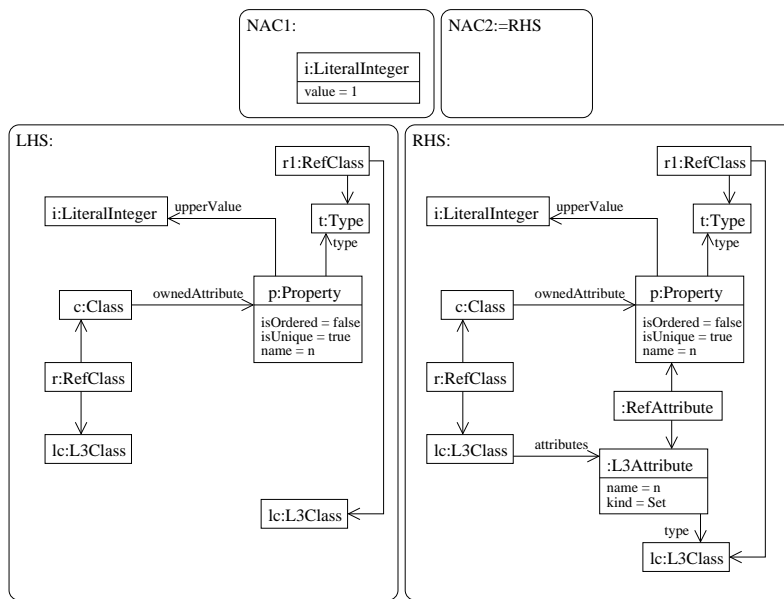 NAC1:
i:LiteralInteger
value = 1
NAC2:=RHS
LHS:
r1:RefClass
i:LiteralInteger
upperValue
t:Type
type
c:Class
ownedAttribute
p:Property
isOrdered = false
isUnique = true
name = n
r:RefClass
lc:L3Class
lc:L3Class
RHS:
r1:RefClass
i:LiteralInteger
upperValue
t:Type
type
c:Class
ownedAttribute
p:Property
isOrdered = false
isUnique = true
name = n
r:RefClass
:RefAttribute
lc:L3Class
attributes
:L3Attribute
name = n
kind = Set
type
lc:L3Class